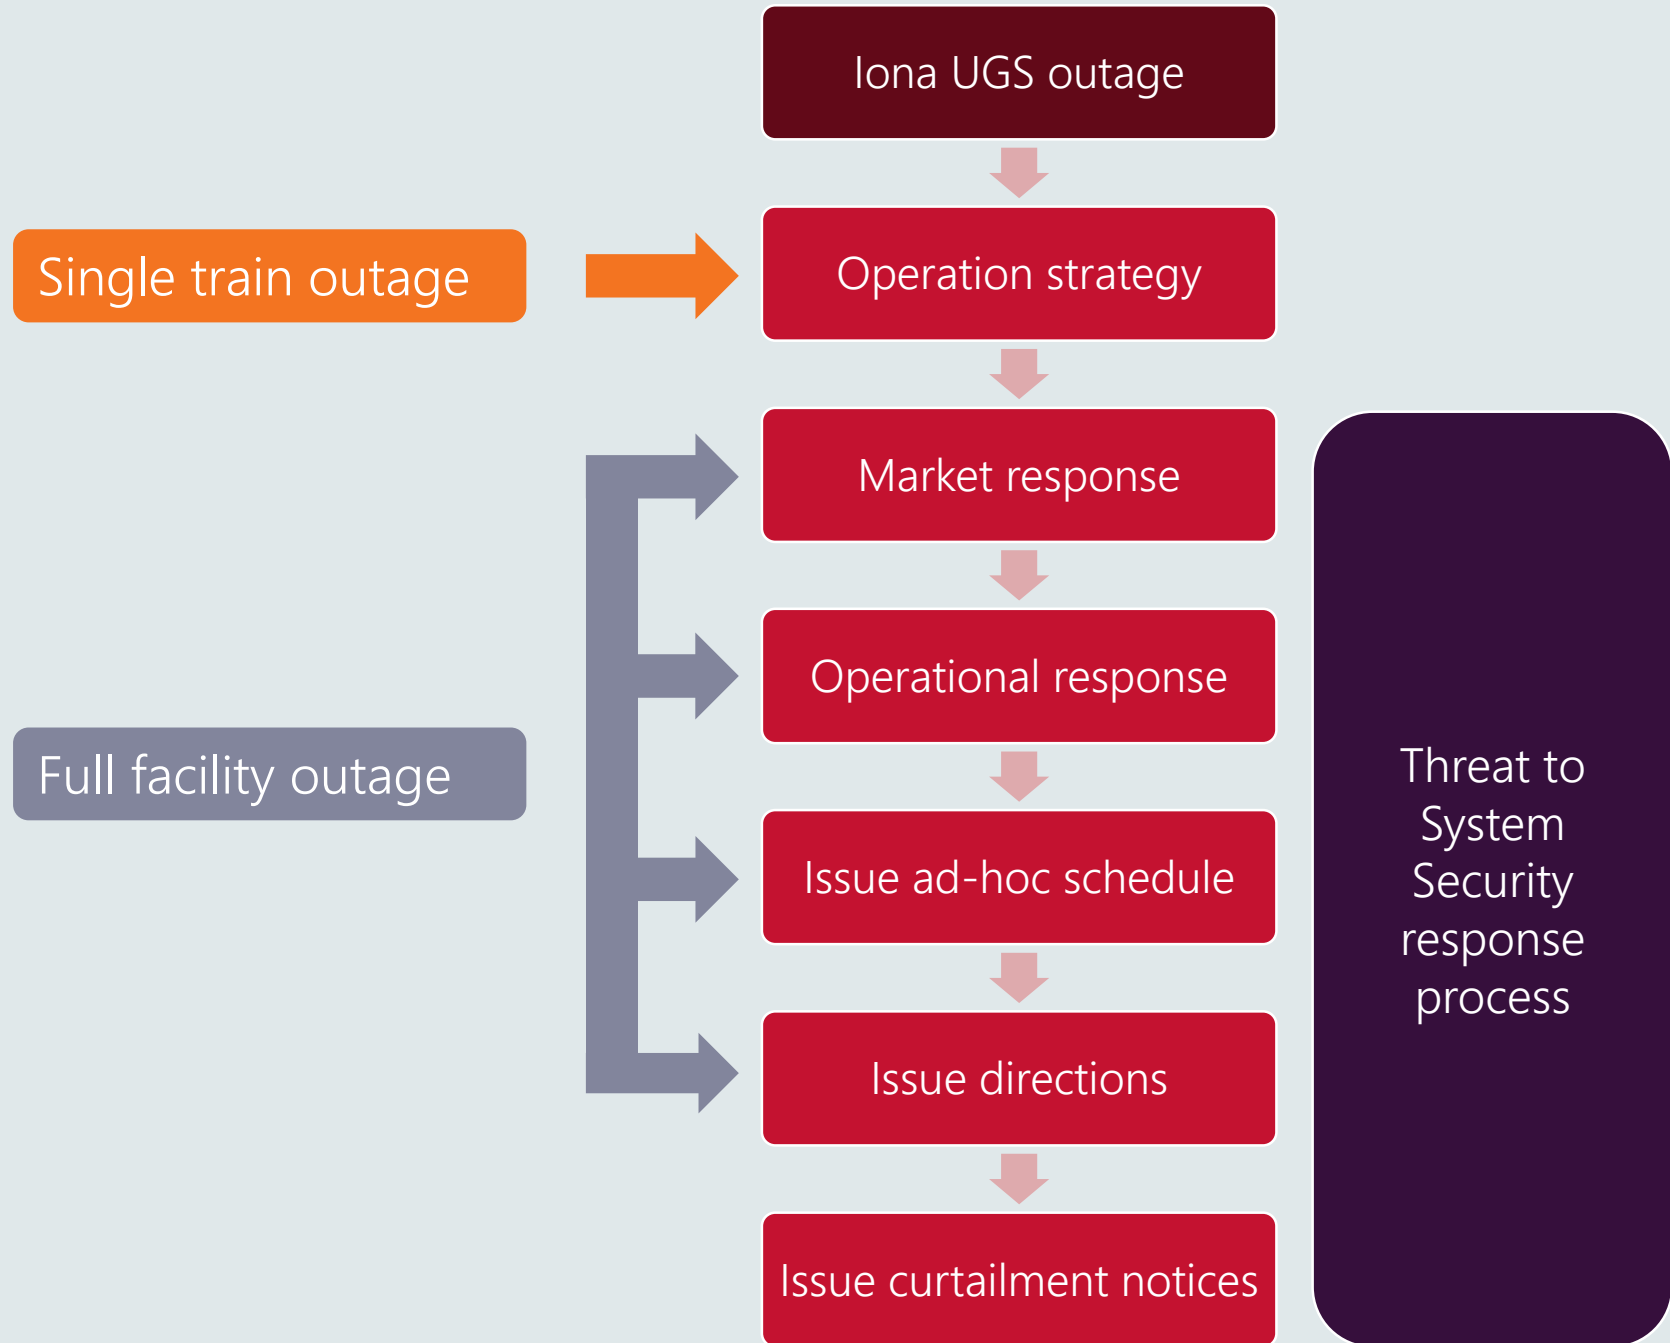 Iona UGS outage
Single train outage
Operation strategy
Market response
Operational response
Full facility outage
Issue ad-hoc schedule
Issue directions
Issue curtailment notices
Threat to
System
Security
response
process